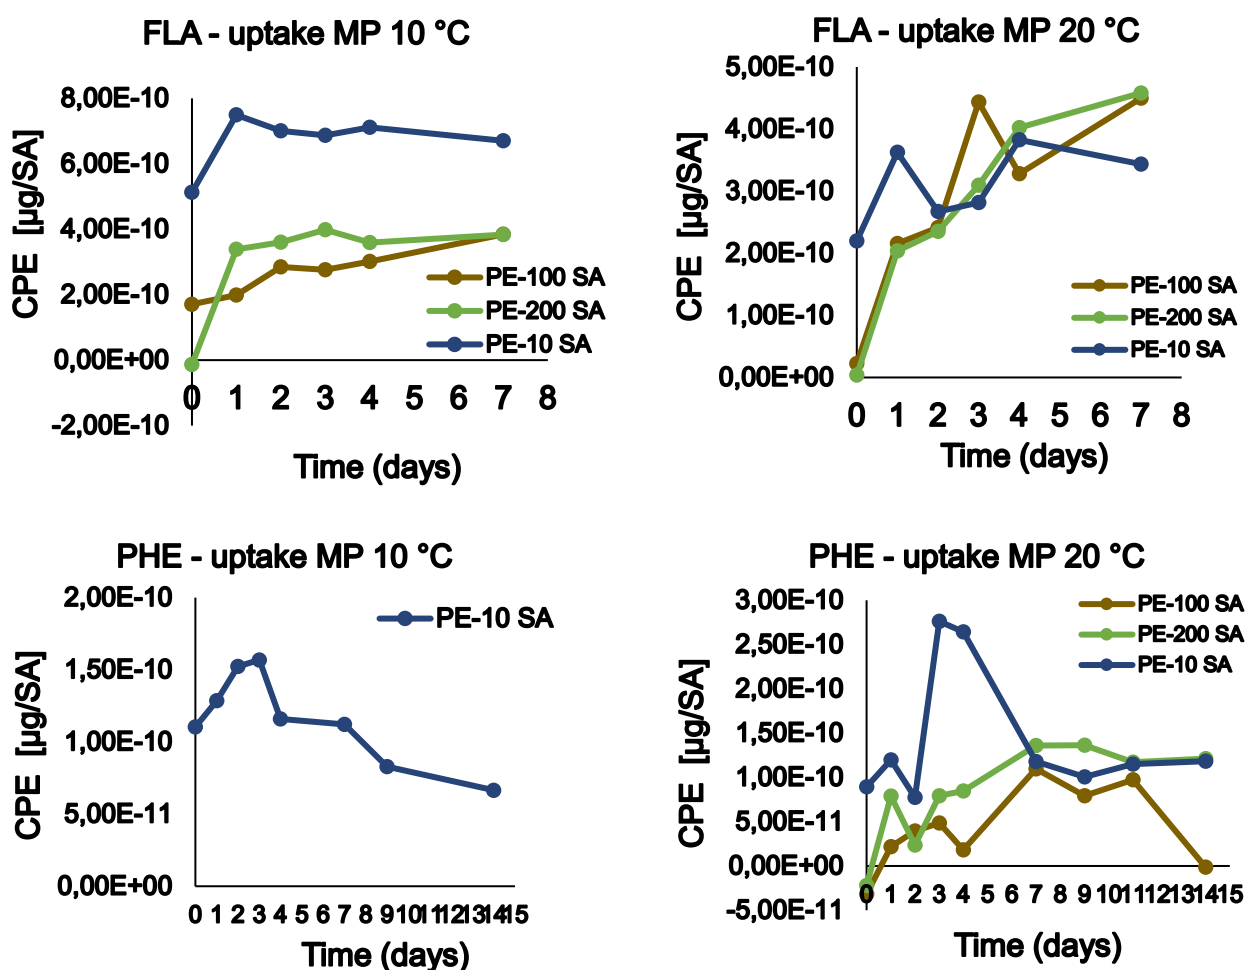 FLA - uptake MP 10 °C
8,00E-10
6,00E-10
4,00E-10
2,00E-10
0,00E+00
-2,00E-10
CPE [µg/SA]
0 1 2 3 4 5 6 7 8
Time (days)
PE-100 SA
PE-200 SA
PE-10 SA
FLA - uptake MP 20 °C
5,00E-10
4,00E-10
3,00E-10
2,00E-10
1,00E-10
0,00E+00
CPE [µg/SA]
0 1 2 3 4 5 6 7 8
Time (days)
PE-100 SA
PE-200 SA
PE-10 SA
PHE - uptake MP 10 °C
2,00E-10
1,50E-10
1,00E-10
5,00E-11
0,00E+00
CPE [µg/SA]
0 1 2 3 4 5 6 7 8 9 10 11 12 13 14 15
Time (days)
PE-10 SA
PHE - uptake MP 20 °C
3,00E-10
2,50E-10
2,00E-10
1,50E-10
1,00E-10
5,00E-11
0,00E+00
-5,00E-11
CPE [µg/SA]
0 1 2 3 4 5 6 7 8 9 10 11 12 13 14 15
Time (days)
PE-100 SA
PE-200 SA
PE-10 SA